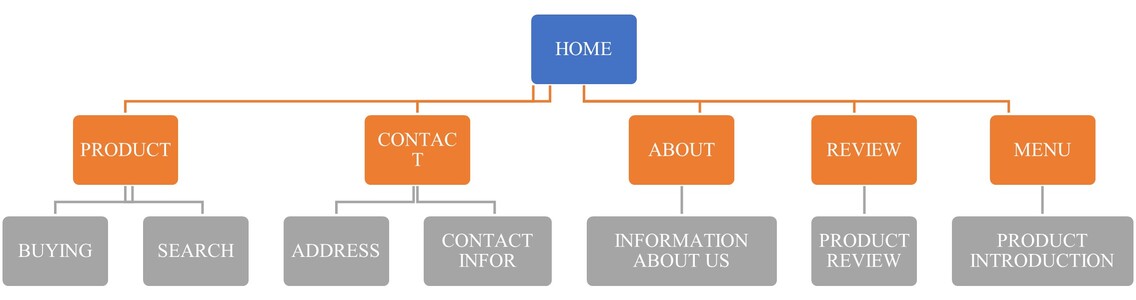 HOME
PRODUCT
CONTAC
T
ABOUT
REVIEW
MENU
BUYING
SEARCH
ADDRESS
CONTACT
INFOR
INFORMATION
ABOUT US
PRODUCT
REVIEW
PRODUCT
INTRODUCTION